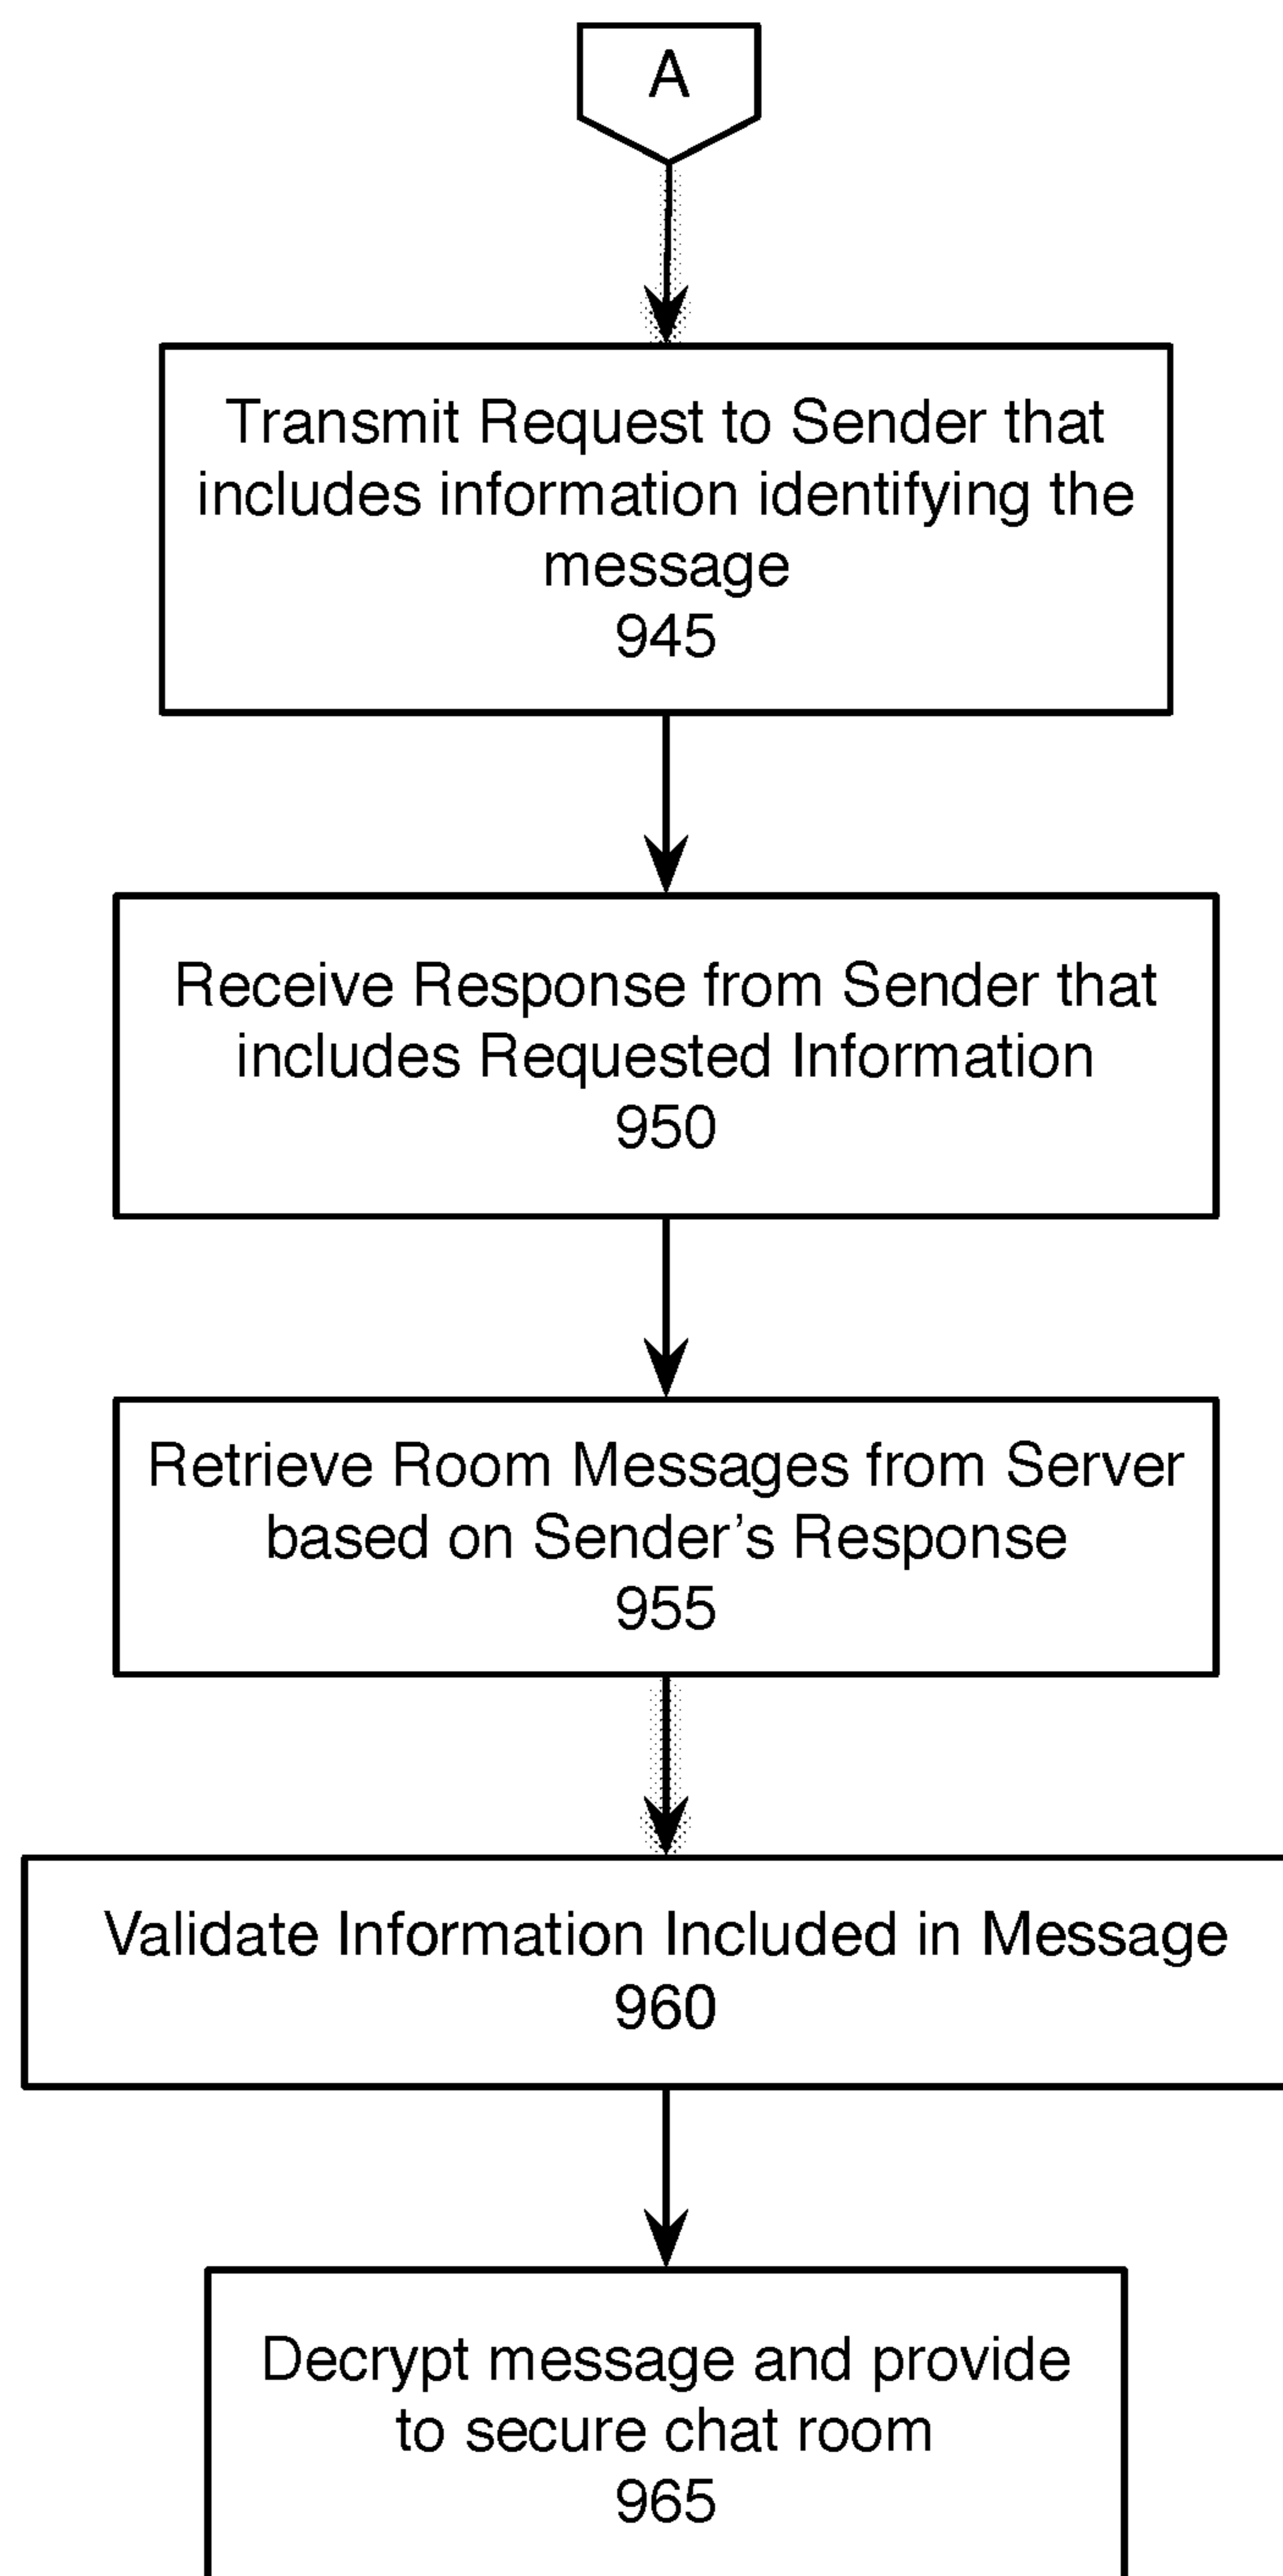 A
Transmit Request to Sender that
includes information identifying the
message
945
Receive Response from Sender that
includes Requested Information
950
Retrieve Room Messages from Server
based on Sender's Response
955
Validate Information Included in Message
960
Decrypt message and provide
to secure chat room
965